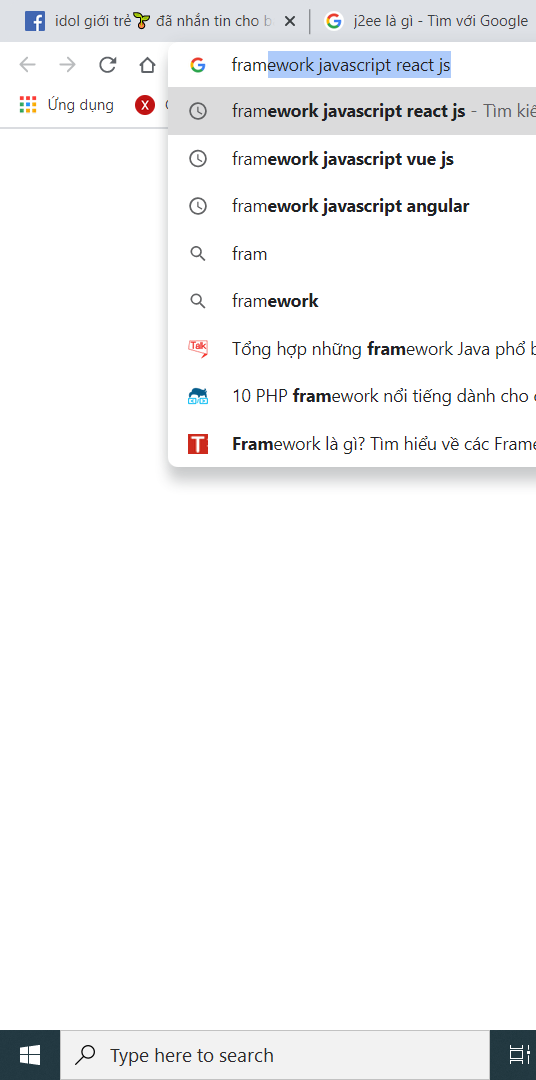 idol giới trẻ🌱 đã nhắn tin cho b
j2ee là gì - Tìm với Google
framework javascript react js
Ứng dụng
X
framework javascript react js - Tìm kiế
framework javascript vue js
framework javascript angular
fram
framework
Talk
Tổng hợp những framework Java phổ b
10 PHP framework nổi tiếng dành cho
T
Framework là gì? Tìm hiểu về các Frame
Type here to search